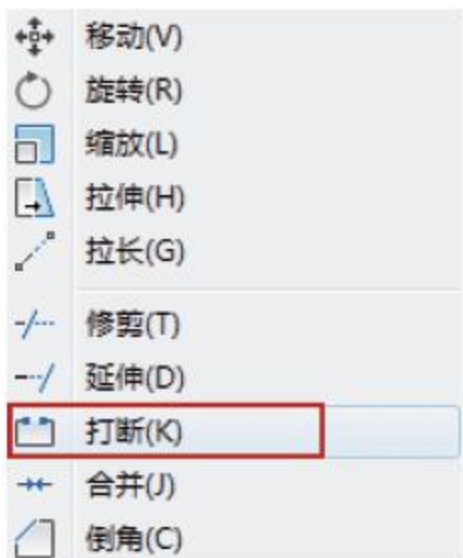 移动(V)
旋转(R)
缩放(L)
拉伸(H)
拉长(G)
修剪(T)
延伸(D)
打断(K)
合并(J)
倒角(C)